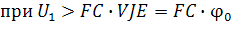 при U₁ > FC · VJE = FC · φ₀